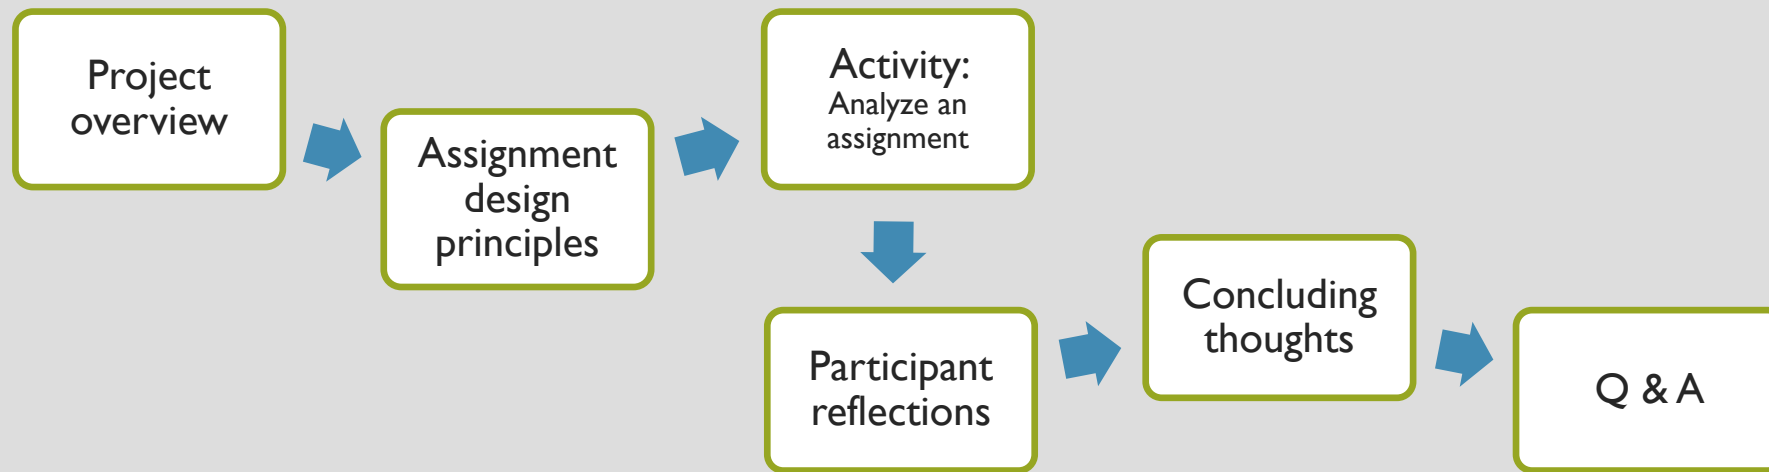 Project
overview
Assignment
design
principles
Activity:
Analyze an
assignment
Participant
reflections
Concluding
thoughts
Q & A